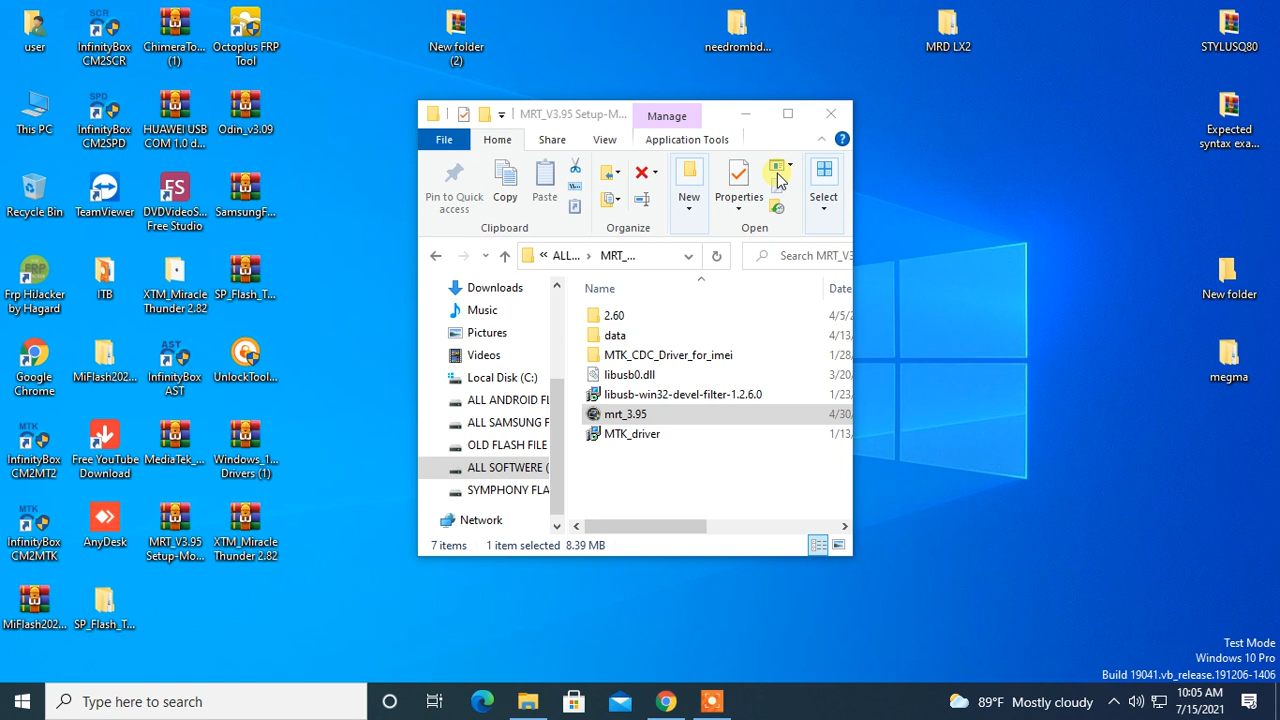 user
SCR
InfinityBox
CM2SCR
ChimeraTo...
(1)
Octoplus FRP
Tool
New folder
(2)
needrombd...
MRD LX2
STYLUSQ80
This PC
SPD
InfinityBox
CM2SPD
HUAWEI USB
COM 1.0 d...
Odin_v3.09
Expected
syntax exa...
Recycle Bin
TeamViewer
FS
DVDVideoS...
Free Studio
SamsungF...
FRP
Frp HiJacker
by Hagard
ITB
XTM_Miracle
Thunder 2.82
SP_Flash_T...
New folder
Google
Chrome
MiFlash202...
AST
InfinityBox
AST
UnlockTool...
megma
MTK
InfinityBox
CM2MT2
Free YouTube
Download
MediaTek_...
Windows_1...
Drivers (1)
MTK
InfinityBox
CM2MTK
AnyDesk
MRT_V3.95
Setup-Mo...
XTM_Miracle
Thunder 2.82
MiFlash202...
SP_Flash_T...
MRT_V3.95 Setup-M...
Manage
File
Home
Share
View
Application Tools
Pin to Quick
access
Copy
Paste
New
Properties
Select
Clipboard
Organize
Open
« ALL... › MRT_...
Search MRT_V3
Downloads
Music
Pictures
Videos
Local Disk (C:)
ALL ANDROID FL
ALL SAMSUNG F
OLD FLASH FILE
ALL SOFTWERE (
SYMPHONY FLA
Network
Name
Date
2.60
4/5/2
data
4/13/
MTK_CDC_Driver_for_imei
1/28/
libusb0.dll
3/20/
libusb-win32-devel-filter-1.2.6.0
1/23/
mrt_3.95
4/30/
MTK_driver
1/13/
7 items
1 item selected 8.39 MB
Test Mode
Windows 10 Pro
Build 19041.vb_release.191206-1406
Type here to search
89°F Mostly cloudy
10:05 AM
7/15/2021